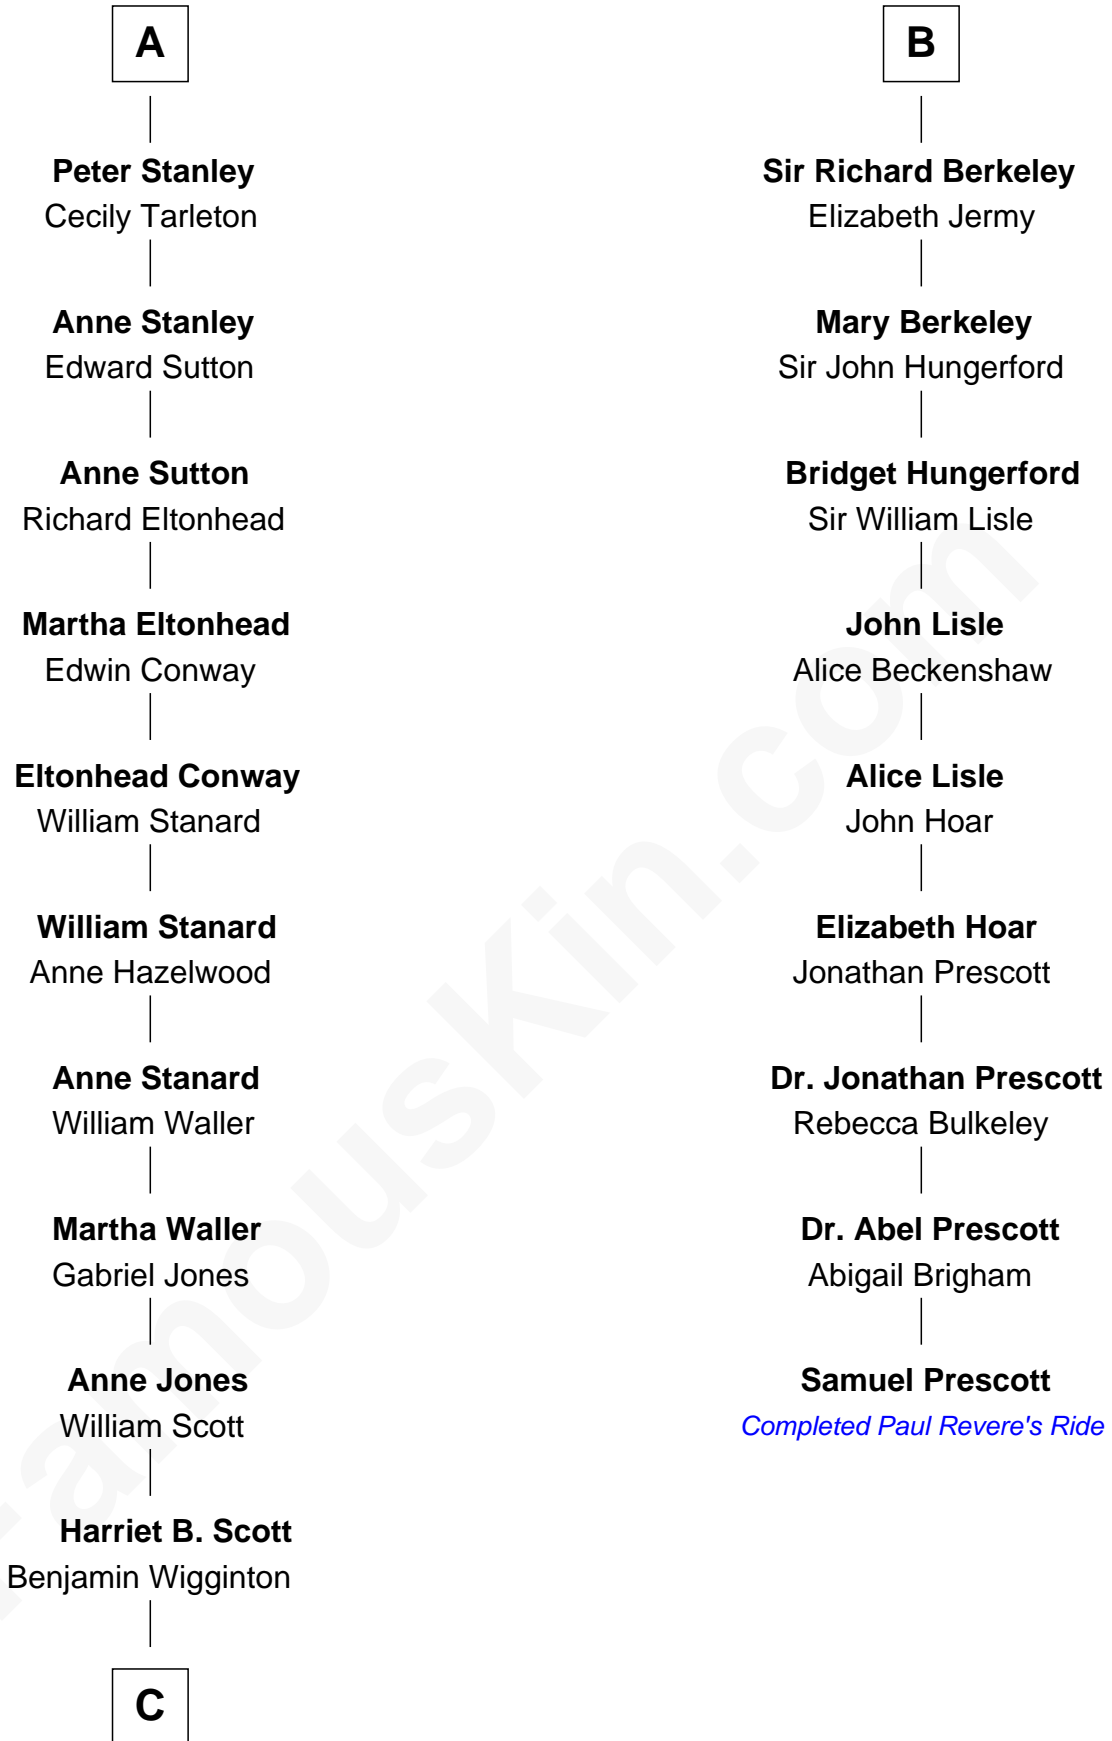 A
Peter Stanley
Cecily Tarleton
Anne Stanley
Edward Sutton
Anne Sutton
Richard Eltonhead
Martha Eltonhead
Edwin Conway
Eltonhead Conway
William Stanard
William Stanard
Anne Hazelwood
Anne Stanard
William Waller
Martha Waller
Gabriel Jones
Anne Jones
William Scott
Harriet B. Scott
Benjamin Wigginton
C
B
Sir Richard Berkeley
Elizabeth Jermy
Mary Berkeley
Sir John Hungerford
Bridget Hungerford
Sir William Lisle
John Lisle
Alice Beckenshaw
Alice Lisle
John Hoar
Elizabeth Hoar
Jonathan Prescott
Dr. Jonathan Prescott
Rebecca Bulkeley
Dr. Abel Prescott
Abigail Brigham
Samuel Prescott
Completed Paul Revere's Ride
FamousKin.com